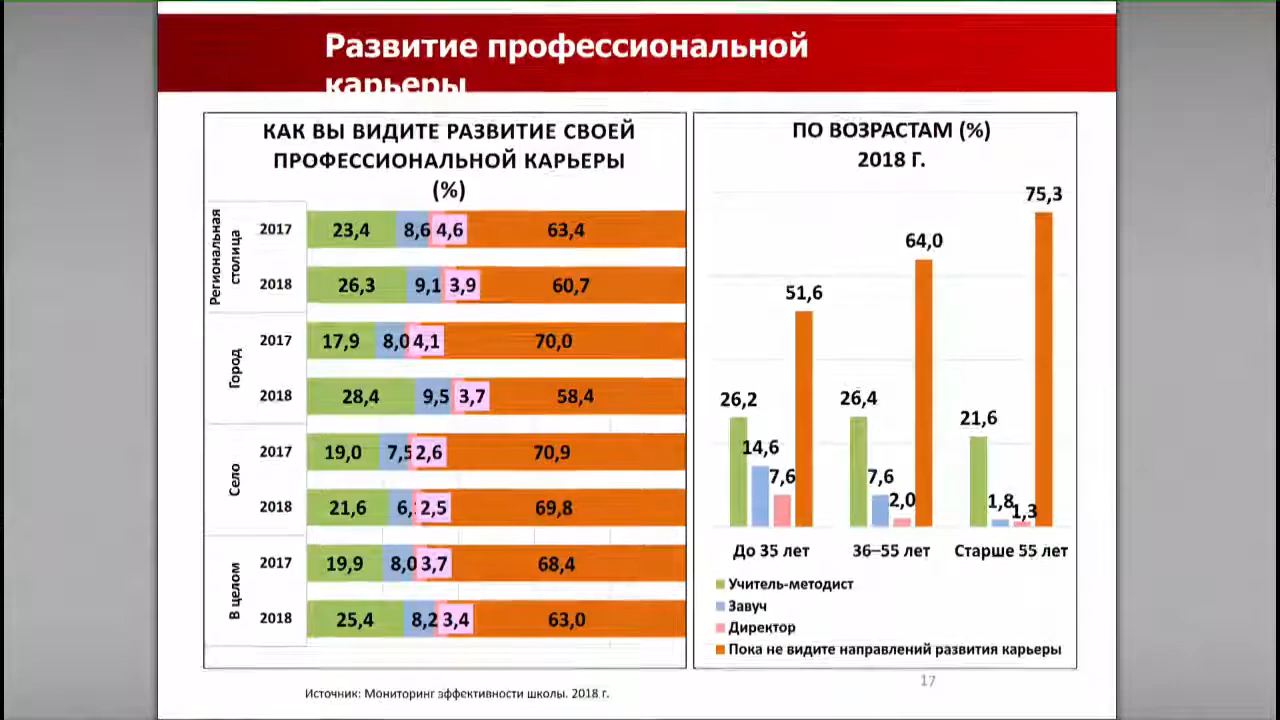 Развитие профессиональной
карьеры
КАК ВЫ ВИДИТЕ РАЗВИТИЕ СВОЕЙ
ПРОФЕССИОНАЛЬНОЙ КАРЬЕРЫ
(%)
Региональная
столица
2017
23,4
8,6
4,6
63,4
2018
26,3
9,1
3,9
60,7
Город
2017
17,9
8,0
4,1
70,0
2018
28,4
9,5
3,7
58,4
Село
2017
19,0
7,5
2,6
70,9
2018
21,6
2,5
69,8
В целом
2017
19,9
8,0
3,7
68,4
2018
25,4
8,2
3,4
63,0
ПО ВОЗРАСТАМ (%)
2018 Г.
26,2
14,6
7,6
51,6
26,4
7,6
2,0
64,0
21,6
1,8
1,3
75,3
До 35 лет
36–55 лет
Старше 55 лет
Учитель-методист
Завуч
Директор
Пока не видите направлений развития карьеры
Источник: Мониторинг эффективности школы. 2018 г.
17